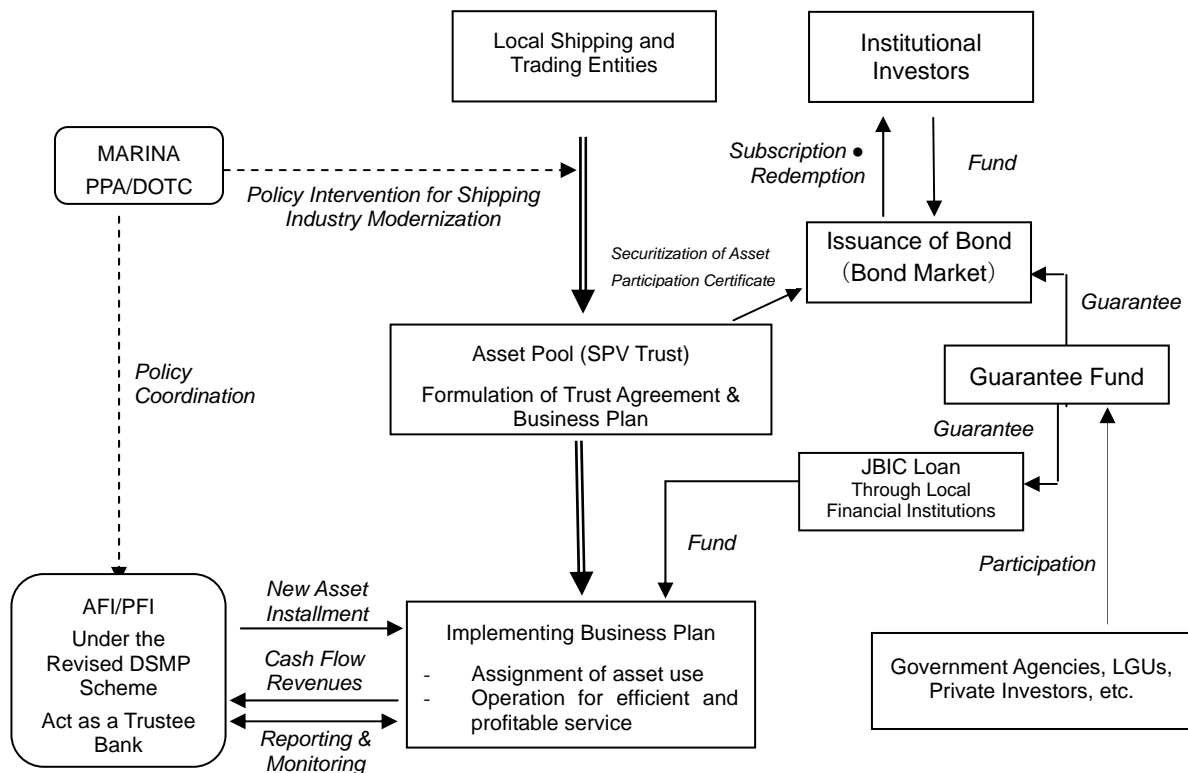 Local Shipping and
Trading Entities
Institutional
Investors
MARINA
PPA/DOTC
Policy Intervention for Shipping
Industry Modernization
Subscription ●
Redemption
Fund
Securitization of Asset
Participation Certificate
Issuance of Bond
(Bond Market)
Guarantee
Asset Pool (SPV Trust)
Formulation of Trust Agreement &
Business Plan
Policy
Coordination
Guarantee Fund
Guarantee
JBIC Loan
Through Local
Financial Institutions
Fund
Participation
AFI/PFI
Under the
Revised DSMP
Scheme
Act as a Trustee
Bank
New Asset
Installment
Cash Flow
Revenues
Reporting &
Monitoring
Implementing Business Plan
- Assignment of asset use
- Operation for efficient and
profitable service
Government Agencies, LGUs,
Private Investors, etc.